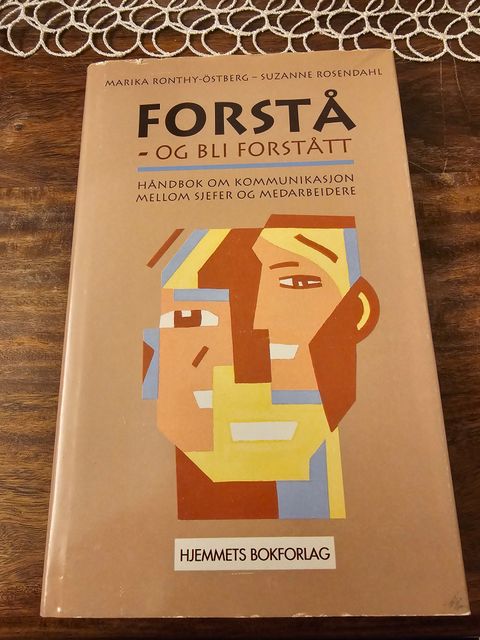 MARIKA RONTHY-ÖSTBERG – SUZANNE ROSENDAHL
FORSTÅ
- OG BLI FORSTÅTT
HÅNDBOK OM KOMMUNIKASJON
MELLOM SJEFER OG MEDARBEIDERE
HJEMMETS BOKFORLAG